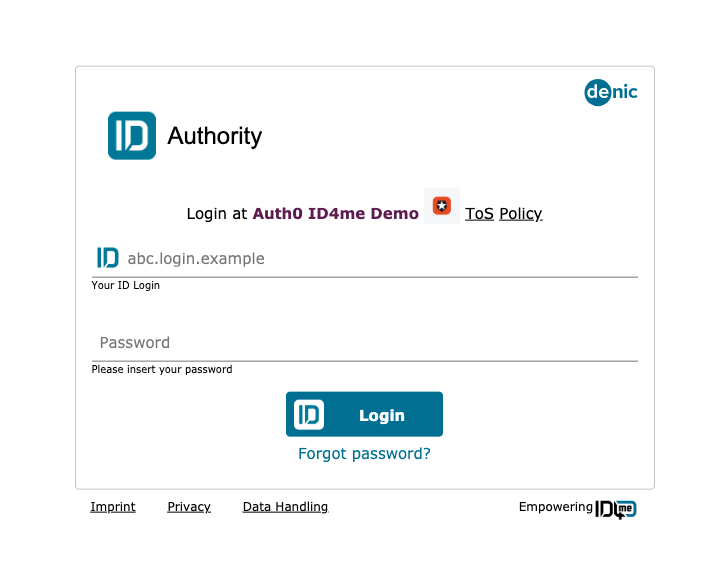 denic
ID Authority
Login at Auth0 ID4me Demo ToS Policy
ID abc.login.example
Your ID Login
Password
Please insert your password
ID Login
Forgot password?
Imprint Privacy Data Handling Empowering ID4me